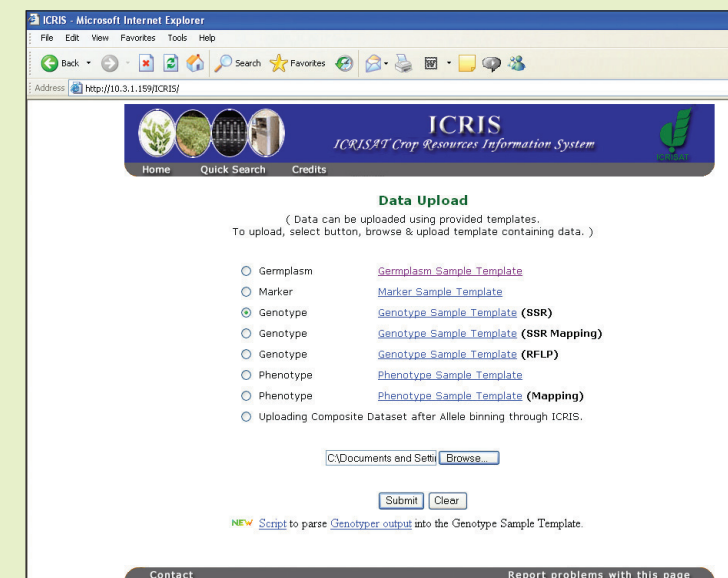 ICRIS - Microsoft Internet Explorer
File Edit View Favorites Tools Help
Back Search Favorites
Address http://10.3.1.159/ICRIS/
ICRIS
ICRISAT Crop Resources Information System
ICRISAT
Home Quick Search Credits
Data Upload
( Data can be uploaded using provided templates.
To upload, select button, browse & upload template containing data. )
Germplasm Germplasm Sample Template
Marker Marker Sample Template
Genotype Genotype Sample Template (SSR)
Genotype Genotype Sample Template (SSR Mapping)
Genotype Genotype Sample Template (RFLP)
Phenotype Phenotype Sample Template
Phenotype Phenotype Sample Template (Mapping)
Uploading Composite Dataset after Allele binning through ICRIS.
C:\Documents and Settin Browse...
Submit Clear
NEW Script to parse Genotyper output into the Genotype Sample Template.
Contact Report problems with this page